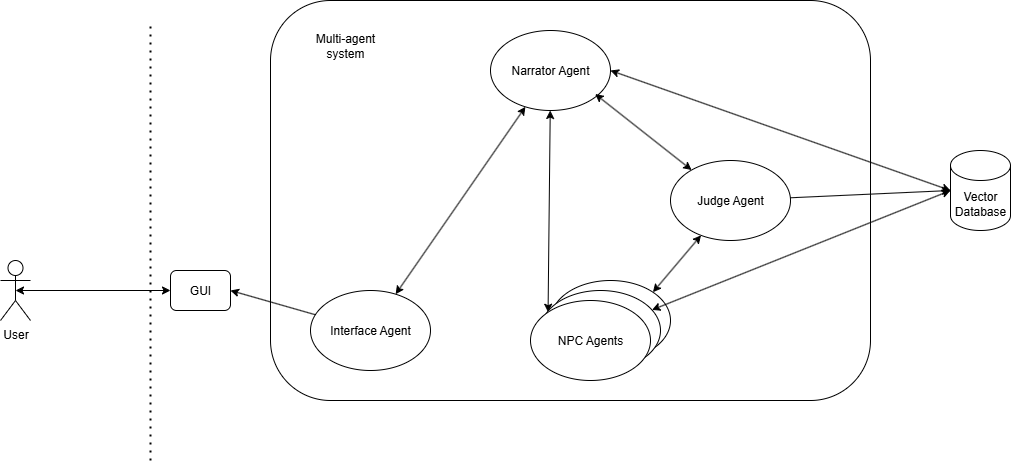 Multi-agent
system
Narrator Agent
Judge Agent
Vector
Database
GUI
Interface Agent
NPC Agents
User